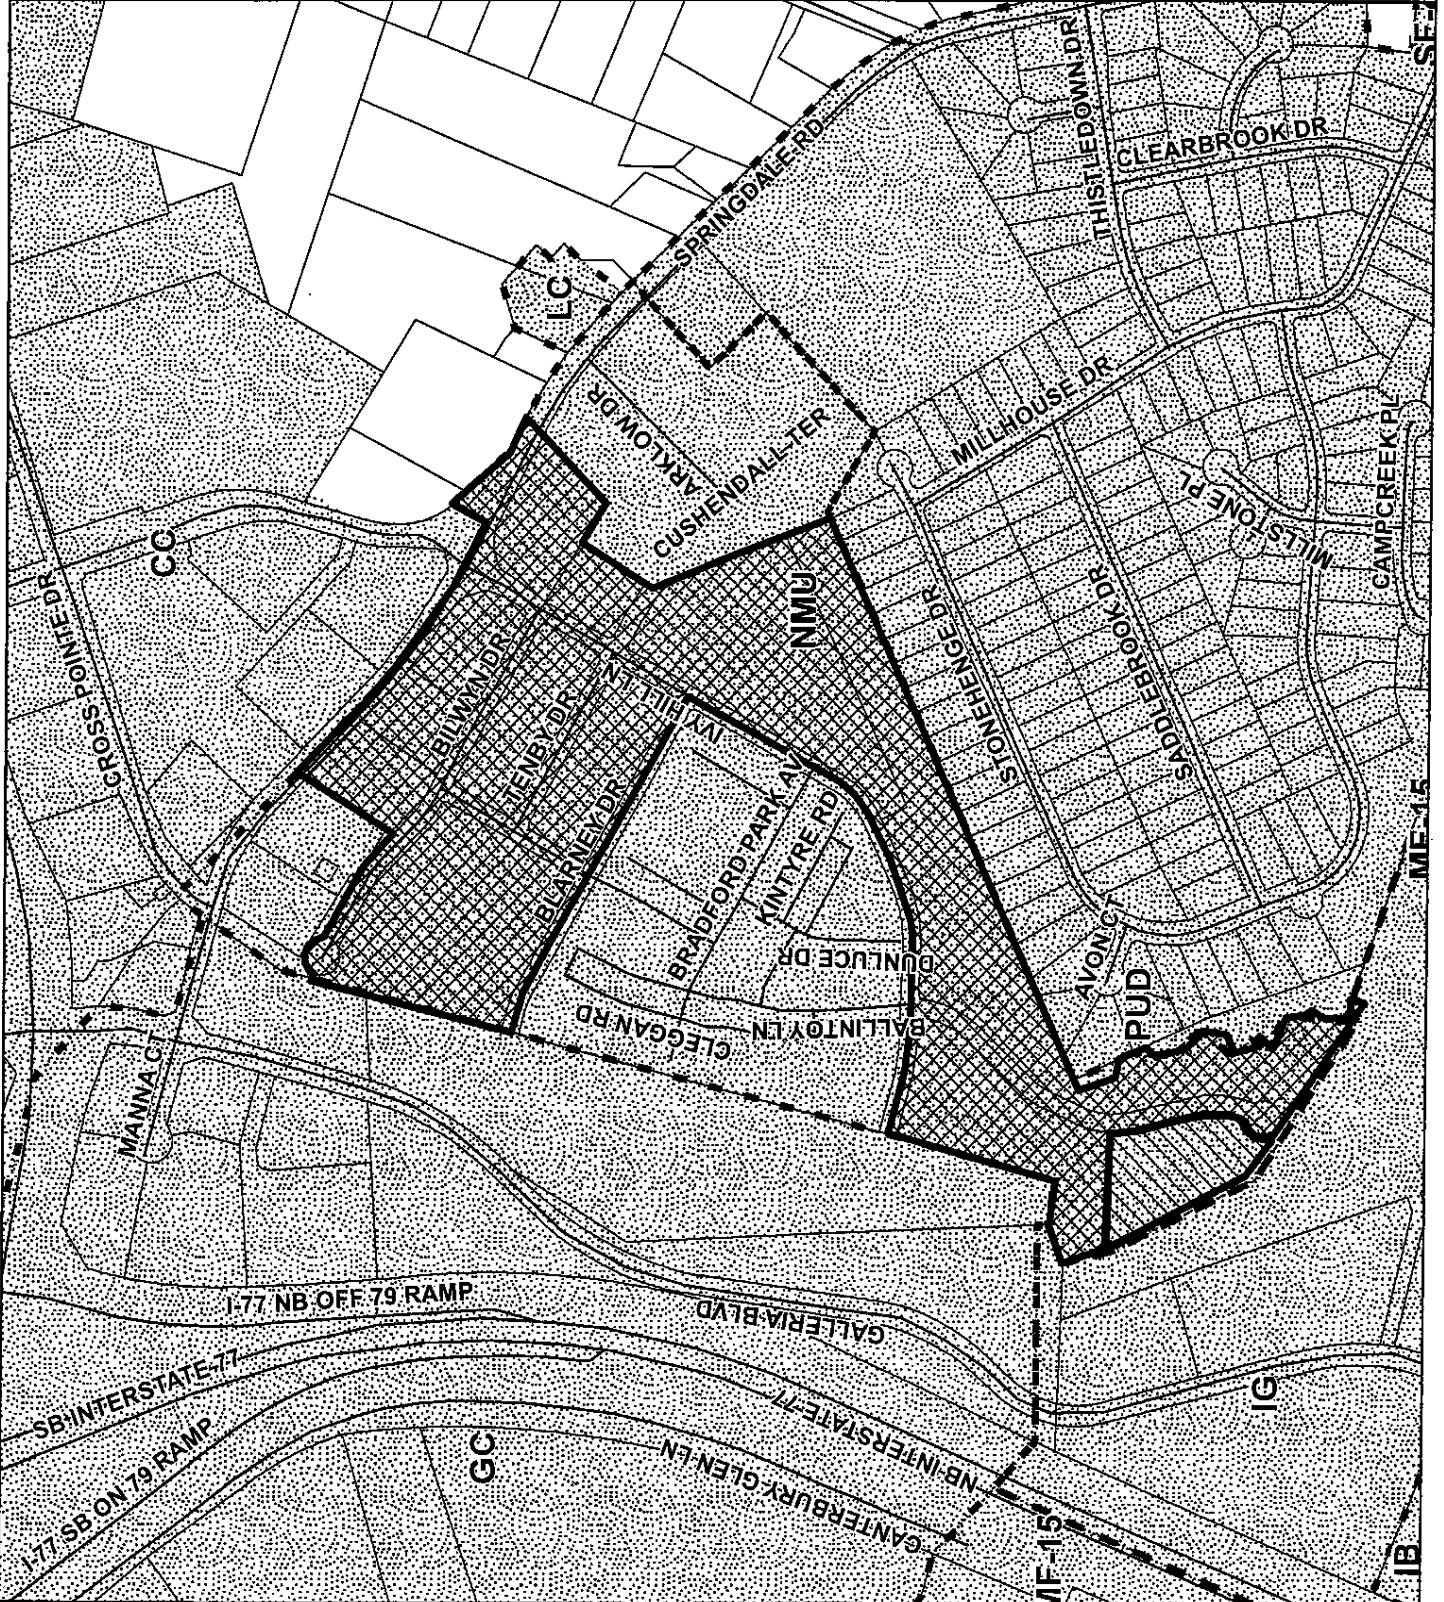 SF-
THISTLEDOWN DR
CLEARBROOK DR
SPRINGDALE RD
LC
ARKLOW DR
CUSHENDALL TER
MILLHOUSE DR
CAMPCREEK PL
MILLSTONE PL
CROSS POINTE DR
CC
NMU
BILWYN DR
TENBY DR
IVY HILL LN
STONEHENGE DR
SADDLEBROOK DR
BLARNEY DR
BRADFORD PARK AV
KINTYRE RD
MF-15
DUNLUCE DR
AVON CT
PUD
CLEGGAN RD
BALLINTOY LN
MANNA CT
I-77 NB OFF 79 RAMP
GALLERIA BLVD
SB INTERSTATE-77
I-77 SB ON 79 RAMP
GC
NB INTERSTATE-77
CANTERBURY GLEN LN
IG
MF-15
IB